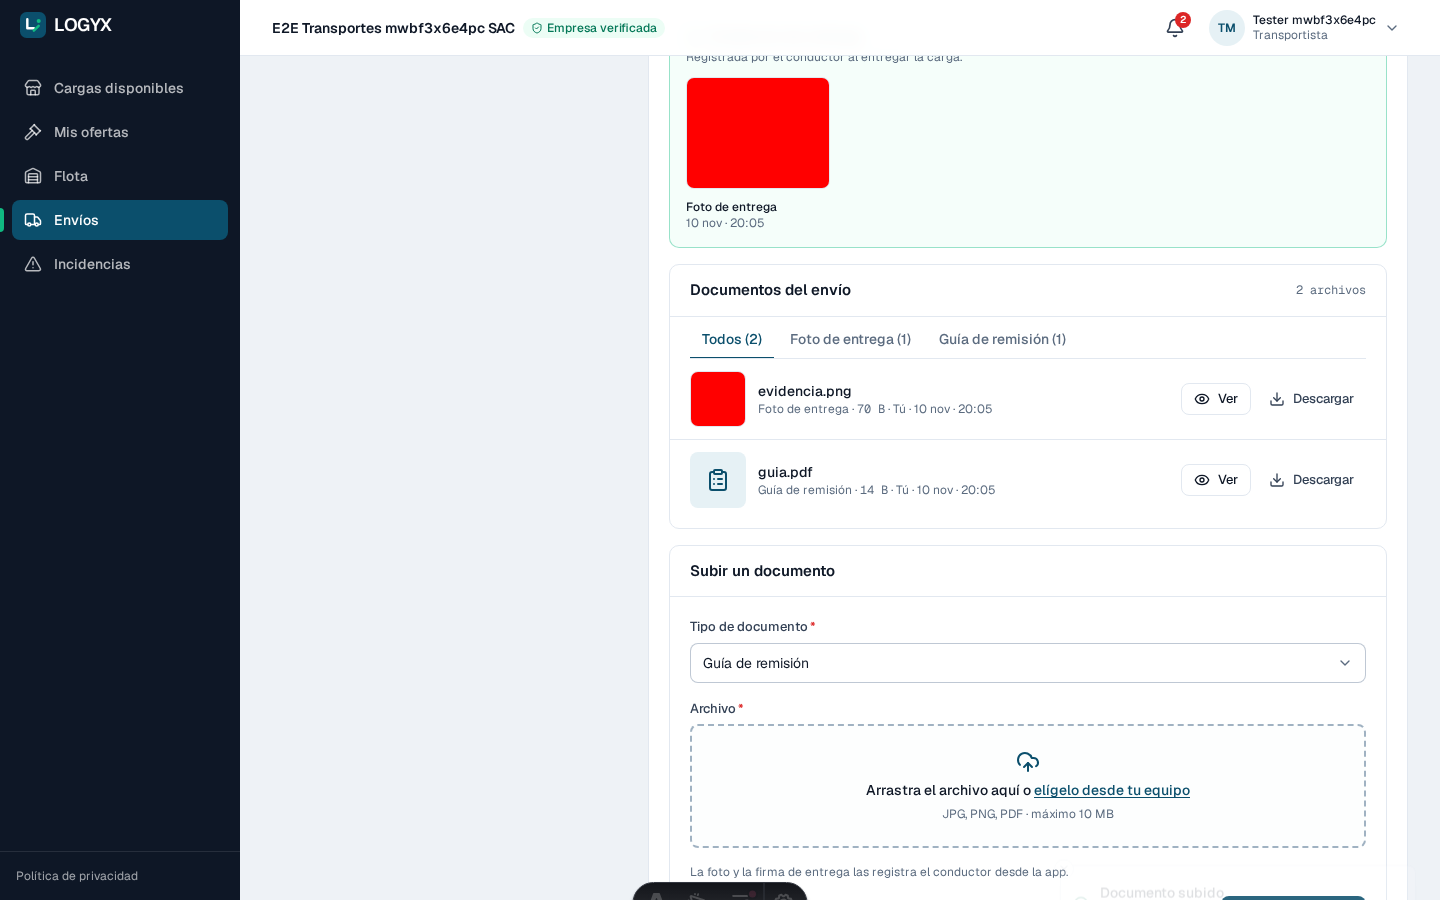 LOGYX
E2E Transportes mwbf3x6e4pc SAC
Empresa verificada
2
TM
Tester mwbf3x6e4pc
Transportista
Cargas disponibles
Mis ofertas
Flota
Envíos
Incidencias
Política de privacidad
Registrada por el conductor al entregar la carga.
Foto de entrega
10 nov · 20:05
Documentos del envío
2 archivos
Todos (2)
Foto de entrega (1)
Guía de remisión (1)
evidencia.png
Foto de entrega · 70 B · Tú · 10 nov · 20:05
Ver
Descargar
guia.pdf
Guía de remisión · 14 B · Tú · 10 nov · 20:05
Ver
Descargar
Subir un documento
Tipo de documento *
Guía de remisión
Archivo *
Arrastra el archivo aquí o elígelo desde tu equipo
JPG, PNG, PDF · máximo 10 MB
La foto y la firma de entrega las registra el conductor desde la app.
Documento subido